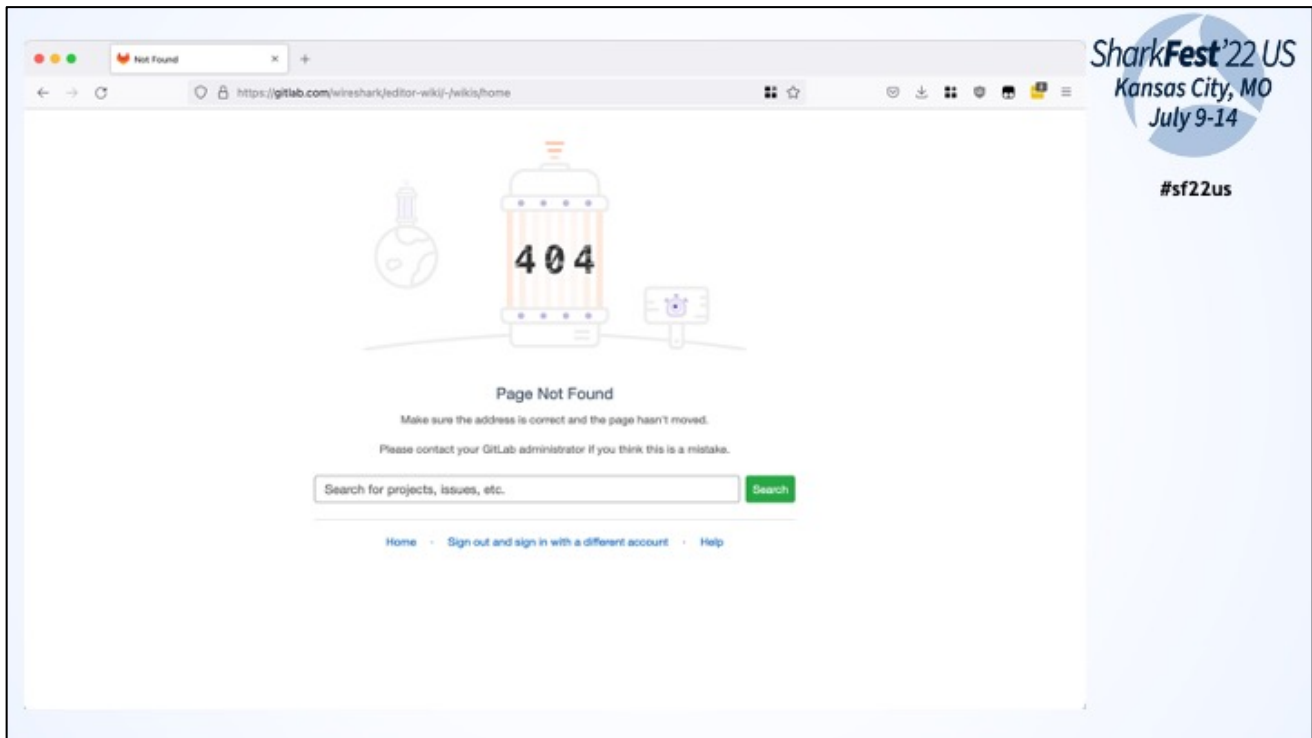 Not Found
https://gitlab.com/wireshark/editor-wiki/-/wikis/home
SharkFest'22 US
Kansas City, MO
July 9-14
#sf22us
404
Page Not Found
Make sure the address is correct and the page hasn't moved.
Please contact your GitLab administrator if you think this is a mistake.
Search for projects, issues, etc. Search
Home · Sign out and sign in with a different account · Help